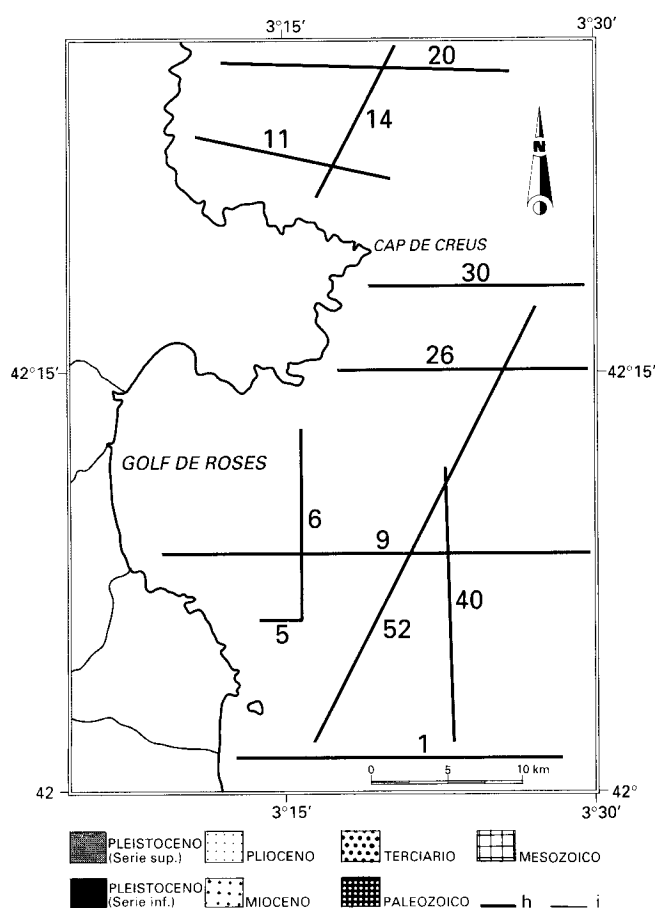 3°15′ 3°30′
20
14
11
N
CAP DE CREUS
30
26
42°15′ 42°15′
GOLF DE ROSES
6
9
40
5
52
1
0 5 10 km
42 42°
3°15′ 3°30′
PLEISTOCENO (Serie sup.) PLIOCENO TERCIARIO MESOZOICO
PLEISTOCENO (Serie inf.) MIOCENO PALEOZOICO h i